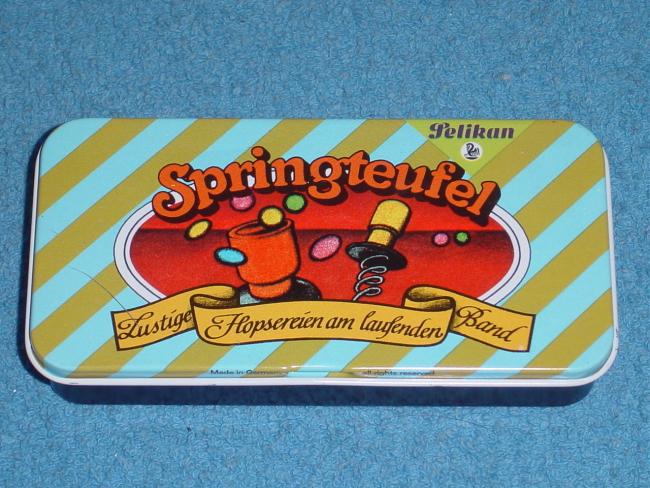 Pelikan
Springteufel
Lustige Hopsereien am laufenden Band
Made in Germany all rights reserved